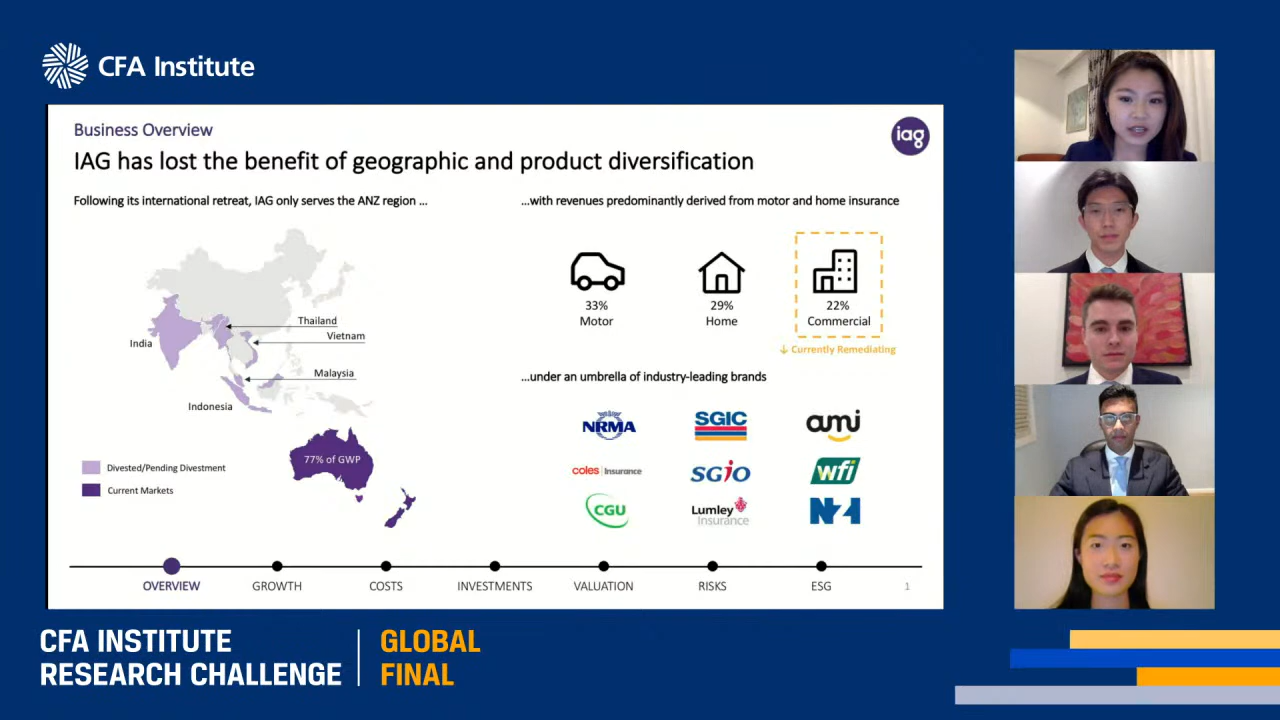 CFA Institute
Business Overview
iag
IAG has lost the benefit of geographic and product diversification
Following its international retreat, IAG only serves the ANZ region ...
...with revenues predominantly derived from motor and home insurance
Thailand
Vietnam
India
Malaysia
Indonesia
77% of GWP
Divested/Pending Divestment
Current Markets
33%
Motor
29%
Home
22%
Commercial
↓ Currently Remediating
...under an umbrella of industry-leading brands
NRMA
SGIC
ami
coles Insurance
SGIO
wfi
CGU
Lumley
Insurance
NZI
OVERVIEW
GROWTH
COSTS
INVESTMENTS
VALUATION
RISKS
ESG
1
CFA INSTITUTE
RESEARCH CHALLENGE
GLOBAL
FINAL